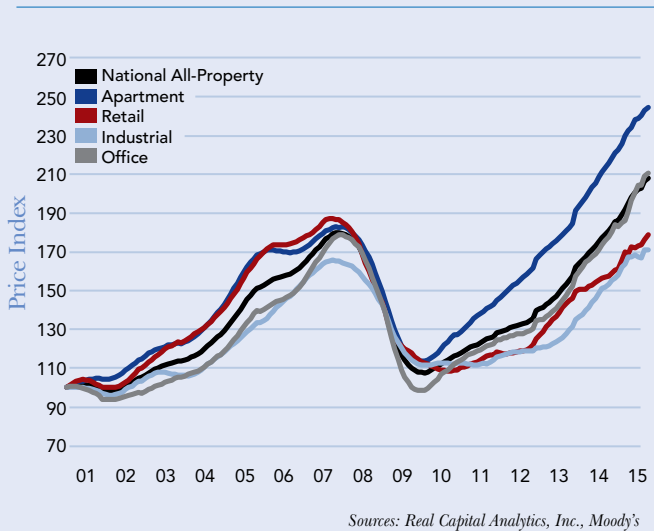 270
250
230
210
190
170
150
130
110
90
70
Price Index
National All-Property
Apartment
Retail
Industrial
Office
01 02 03 04 05 06 07 08 09 10 11 12 13 14 15
Sources: Real Capital Analytics, Inc., Moody's